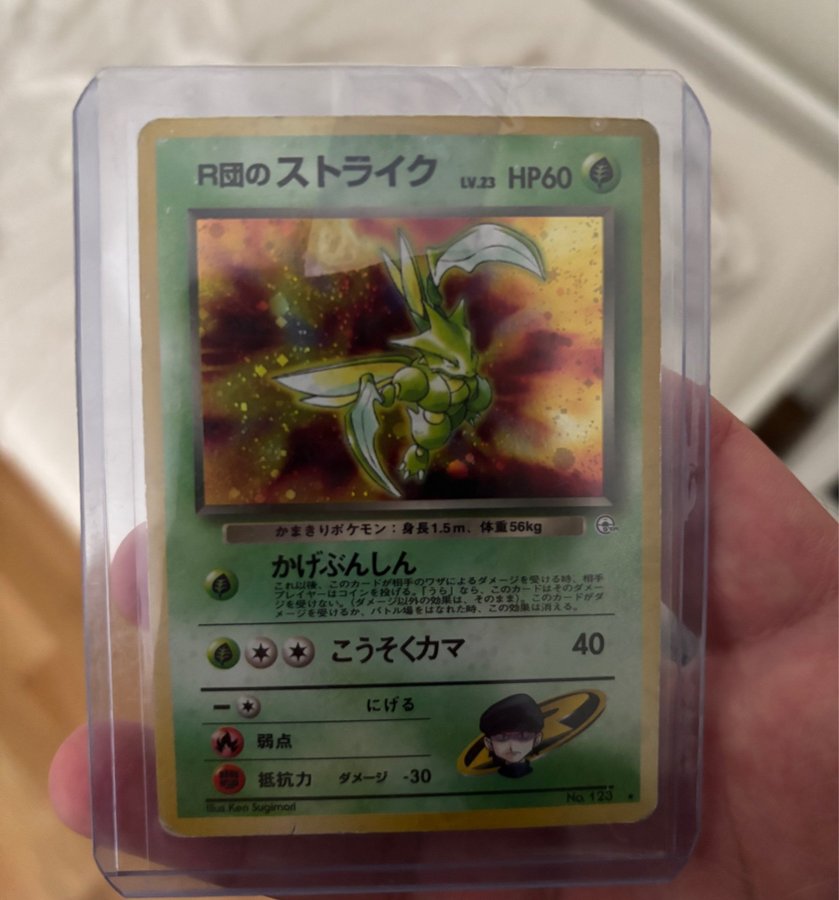 R団のストライク LV.23 HP60
かまきりポケモン：身長1.5m、体重56kg
かげぶんしん
これ以後、このカードが相手のワザによるダメージを受ける時、相手
プレイヤーはコインを投げる。「うら」なら、このカードはそのダメー
ジを受けない。（ダメージ以外の効果は、そのまま）。このカードがダ
メージを受けるか、バトル場をはなれた時、この効果は消える。
こうそくカマ 40
にげる
弱点
抵抗力 ダメージ -30
Illus. Ken Sugimori
No. 123